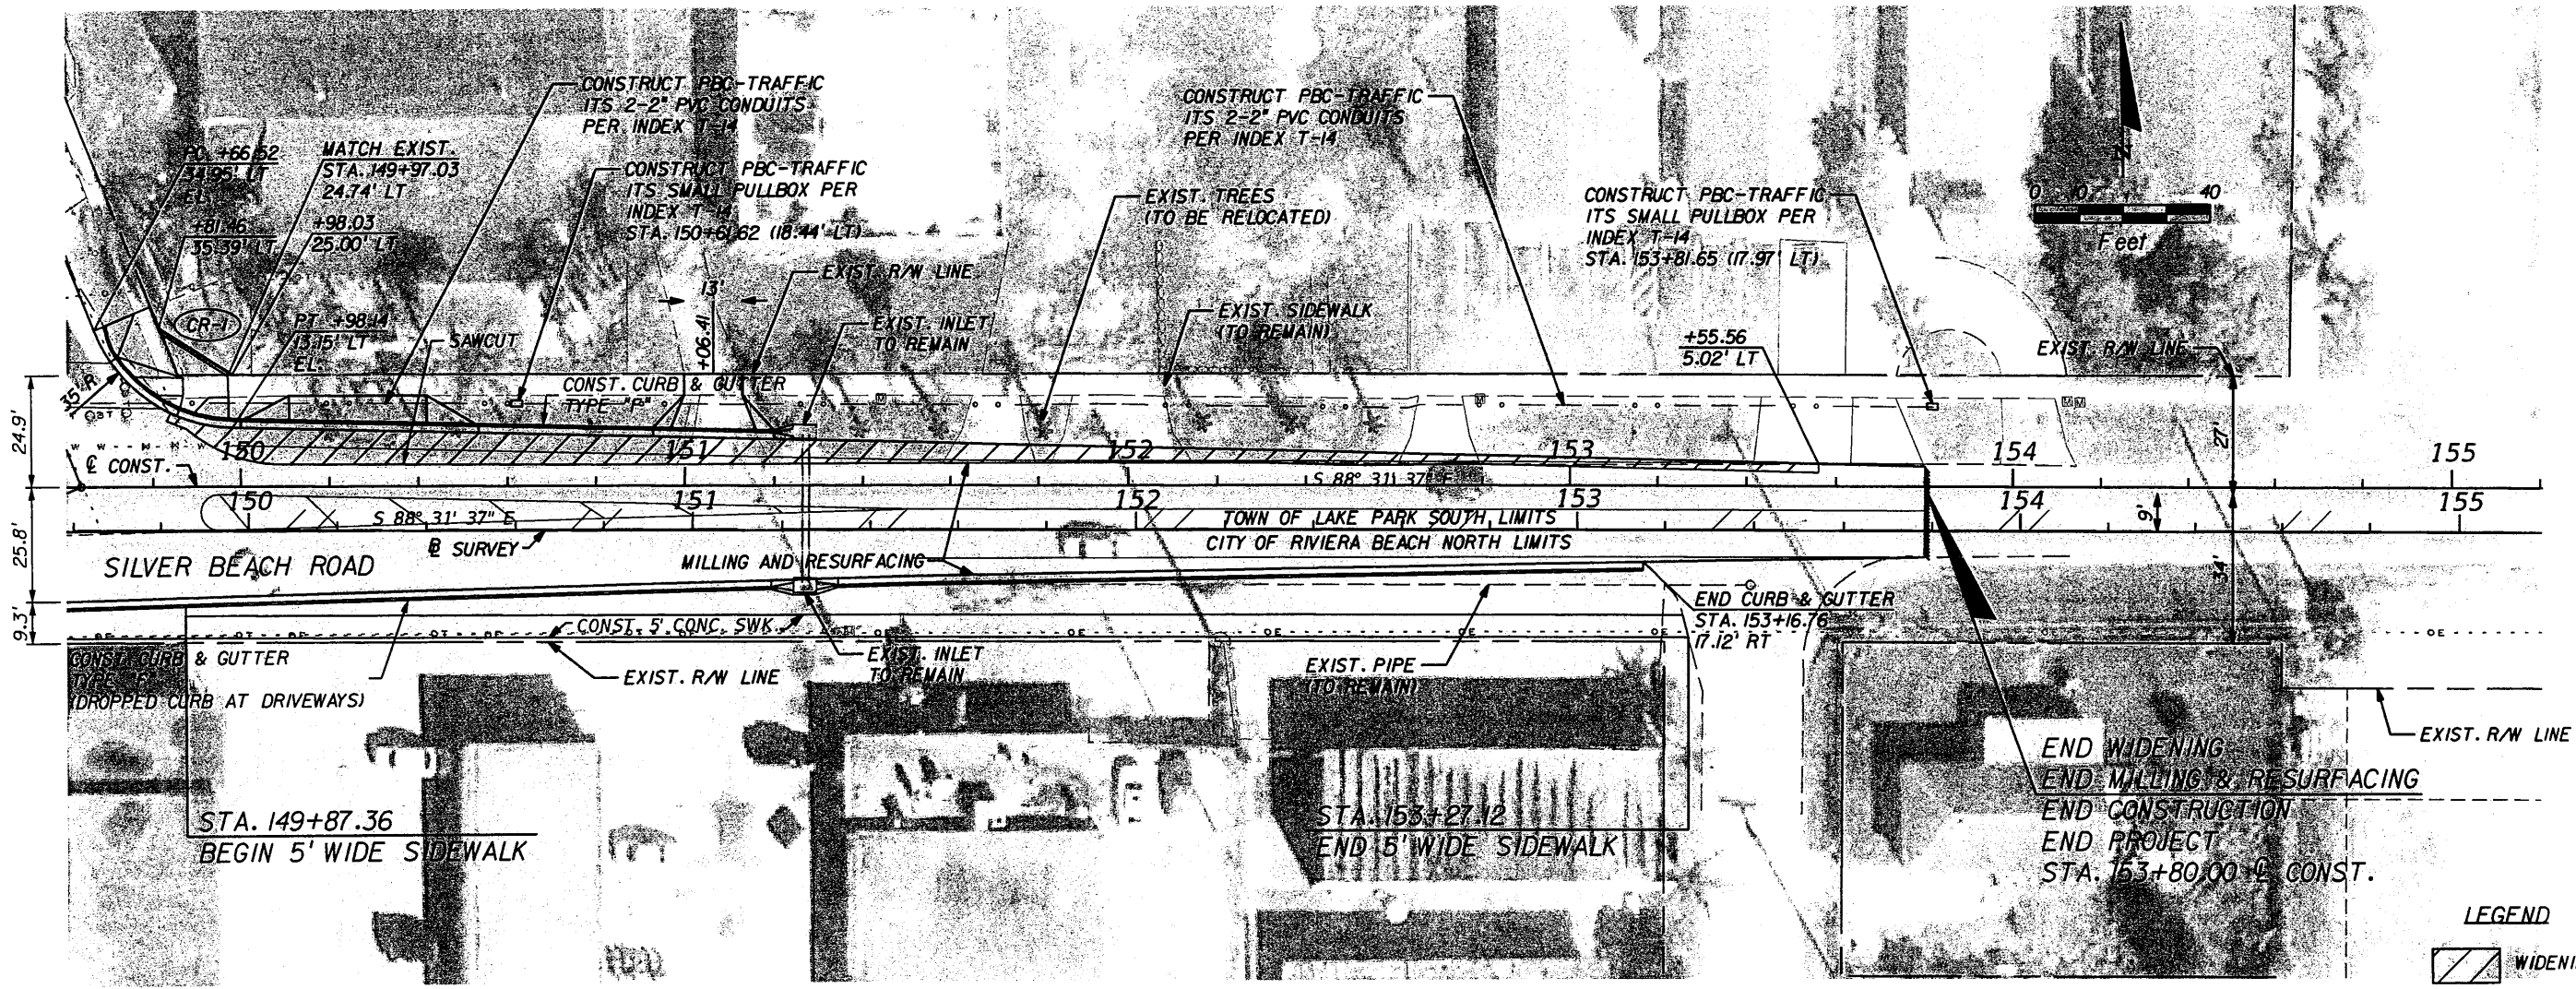 CONSTRUCT PBC-TRAFFIC
ITS 2-2" PVC CONDUITS
PER INDEX T-14
CONSTRUCT PBC-TRAFFIC
ITS 2-2" PVC CONDUITS
PER INDEX T-14
PC. +66.52
34.95' LT
EL.
MATCH EXIST.
STA. 149+97.03
24.74' LT
+81.46
35.39' LT
+98.03
25.00' LT
CONSTRUCT PBC-TRAFFIC
ITS SMALL PULLBOX PER
INDEX T-14
STA. 150+61.62 (18.44' LT)
EXIST. TREES
(TO BE RELOCATED)
CONSTRUCT PBC-TRAFFIC
ITS SMALL PULLBOX PER
INDEX T-14
STA. 153+81.65 (17.97' LT)
N
0 10 40
Feet
CR-1
PT. +98.14
13.15' LT
EL.
SAWCUT
13'
+06.41
EXIST. R/W LINE
EXIST. INLET
TO REMAIN
EXIST. SIDEWALK
(TO REMAIN)
+55.56
5.02' LT
EXIST. R/W LINE
35' R
CONST. CURB & GUTTER
TYPE "F"
24.9'
27'
150 151 152 153 154 155
℄ CONST.
S 88° 31' 37" E
150 151 152 153 154 155
S 88° 31' 37" E
TOWN OF LAKE PARK SOUTH LIMITS
CITY OF RIVIERA BEACH NORTH LIMITS
9'
25.8'
34'
SILVER BEACH ROAD
B SURVEY
MILLING AND RESURFACING
9.3'
CONST. 5' CONC. SWK.
END CURB & GUTTER
STA. 153+16.76
17.12' RT
CONST. CURB & GUTTER
TYPE "F"
(DROPPED CURB AT DRIVEWAYS)
EXIST. R/W LINE
EXIST. INLET
TO REMAIN
EXIST. PIPE
(TO REMAIN)
EXIST. R/W LINE
STA. 149+87.36
BEGIN 5' WIDE SIDEWALK
STA. 153+27.12
END 5' WIDE SIDEWALK
END WIDENING
END MILLING & RESURFACING
END CONSTRUCTION
END PROJECT
STA. 153+80.00 ℄ CONST.
LEGEND
WIDENI